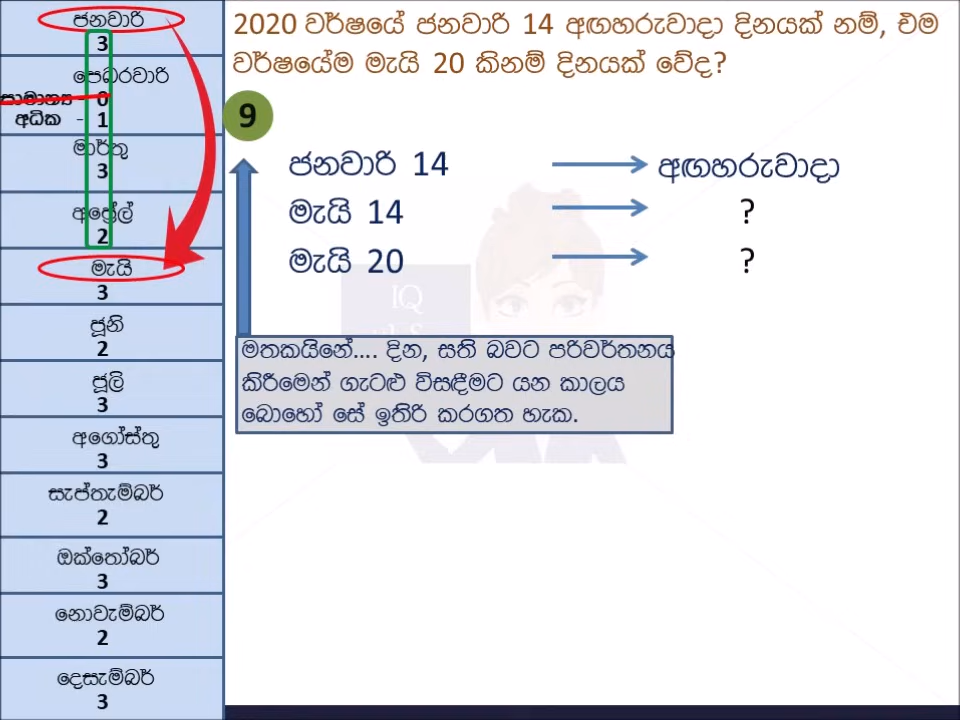 ජනවාරි
3
පෙබරවාරි
සාමාන්‍ය - 0
අධික - 1
මාර්තු
3
අප්‍රේල්
2
මැයි
3
ජූනි
2
ජූලි
3
අගෝස්තු
3
සැප්තැම්බර්
2
ඔක්තෝබර්
3
නොවැම්බර්
2
දෙසැම්බර්
3
2020 වර්ෂයේ ජනවාරි 14 අඟහරුවාදා දිනයක් නම්, එම
වර්ෂයේම මැයි 20 කිනම් දිනයක් වේද?
9
ජනවාරි 14 අඟහරුවාදා
මැයි 14 ?
මැයි 20 ?
IQ
මතකයිනේ.... දින, සති බවට පරිවර්තනය
කිරීමෙන් ගැටළු විසඳීමට යන කාලය
බොහෝ සේ ඉතිරි කරගත හැක.